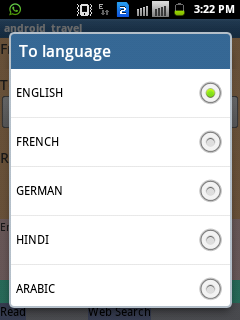 3:22 PM
android_travel
To language
ENGLISH
FRENCH
GERMAN
HINDI
ARABIC
Read Web Search